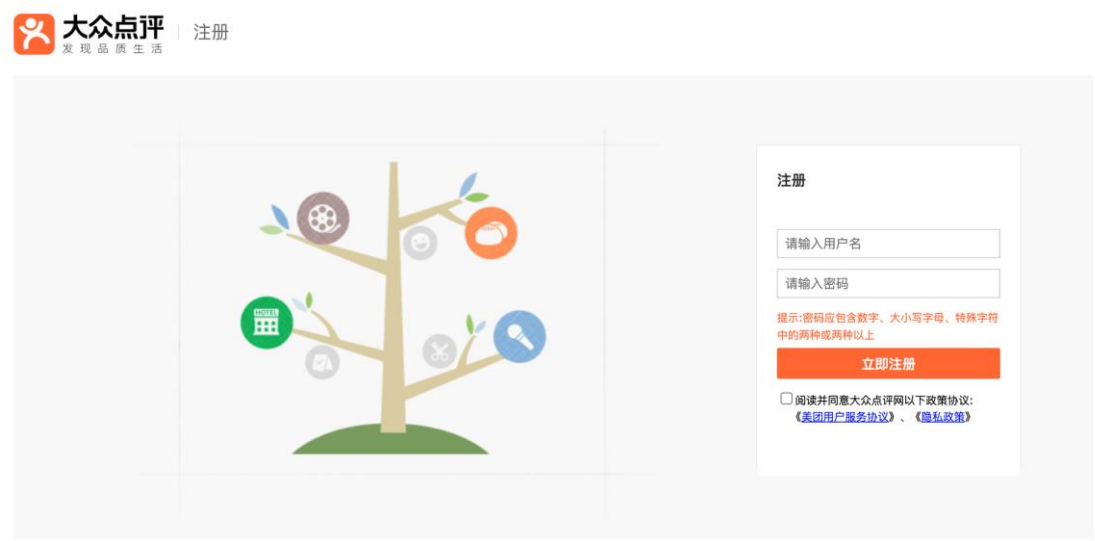 大众点评
发现品质生活
注册
HOTEL
注册
请输入用户名
请输入密码
提示:密码应包含数字、大小写字母、特殊字符
中的两种或两种以上
立即注册
阅读并同意大众点评网以下政策协议:
《美团用户服务协议》、《隐私政策》